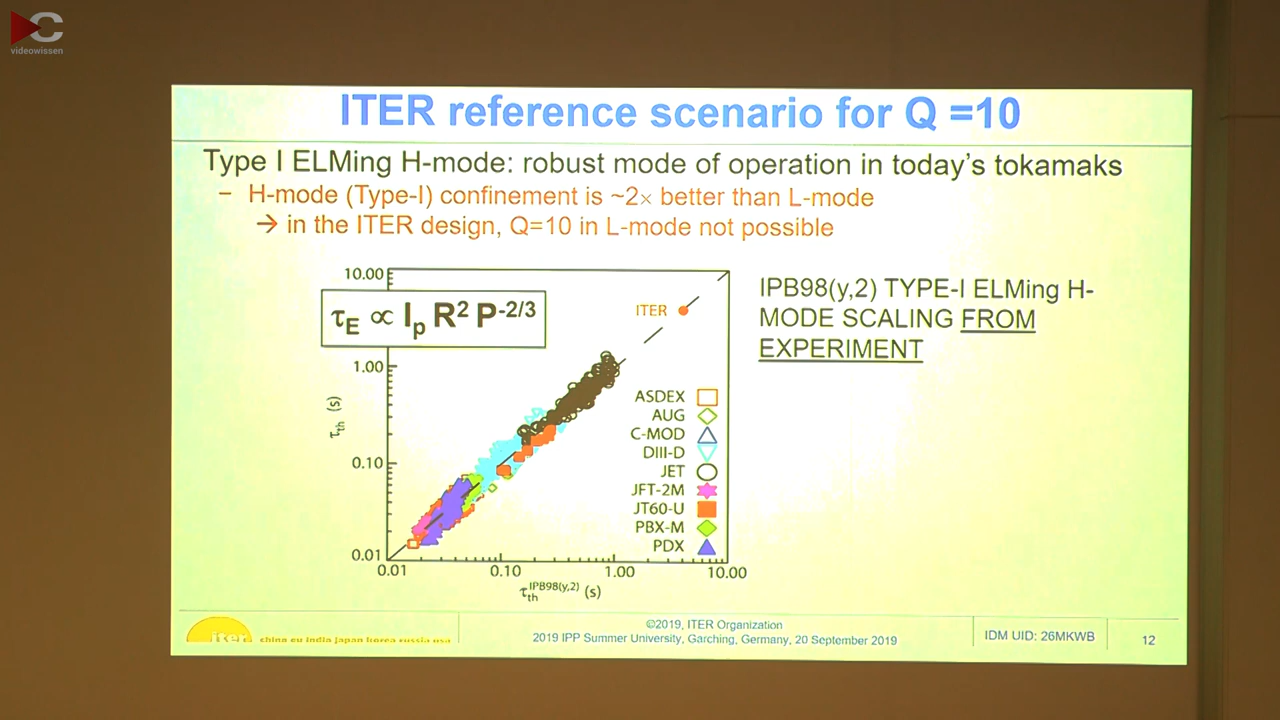 videowissen
ITER reference scenario for Q =10
Type I ELMing H-mode: robust mode of operation in today's tokamaks
– H-mode (Type-I) confinement is ~2× better than L-mode
→ in the ITER design, Q=10 in L-mode not possible
10.00
τE ∝ Ip R² P^-2/3
ITER
1.00
τth (s)
0.10
0.01
ASDEX
AUG
C-MOD
DIII-D
JET
JFT-2M
JT60-U
PBX-M
PDX
0.01 0.10 1.00 10.00
τth^IPB98(y,2) (s)
IPB98(y,2) TYPE-I ELMing H-
MODE SCALING FROM
EXPERIMENT
iter
china eu india japan korea russia usa
©2019, ITER Organization
2019 IPP Summer University, Garching, Germany, 20 September 2019
IDM UID: 26MKWB
12